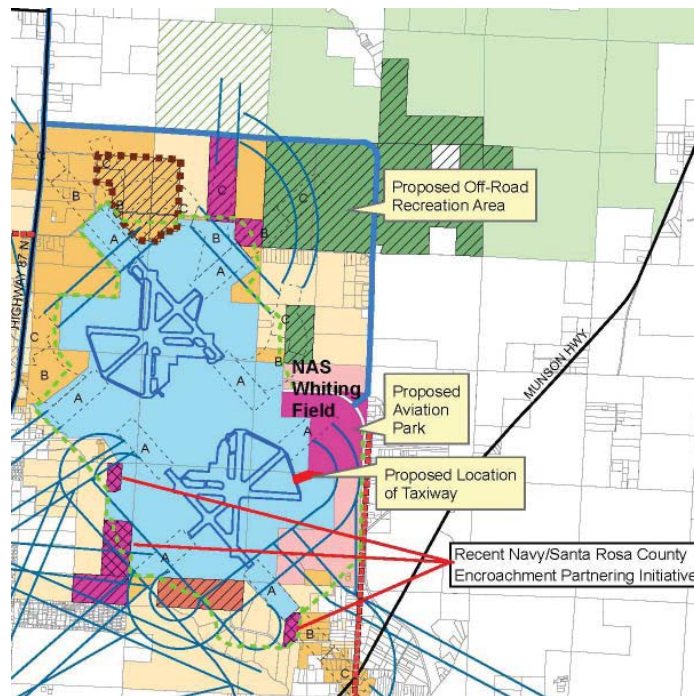 Proposed Off-Road
Recreation Area
HIGHWAY 87 N
MUNSON HWY
NAS
Whiting
Field
Proposed
Aviation
Park
Proposed Location
of Taxiway
Recent Navy/Santa Rosa County
Encroachment Partnering Initiative
C
C
C
C
B
B
B
B
A
A
A
A
C
B
A
A
A
A
A
A
B
C